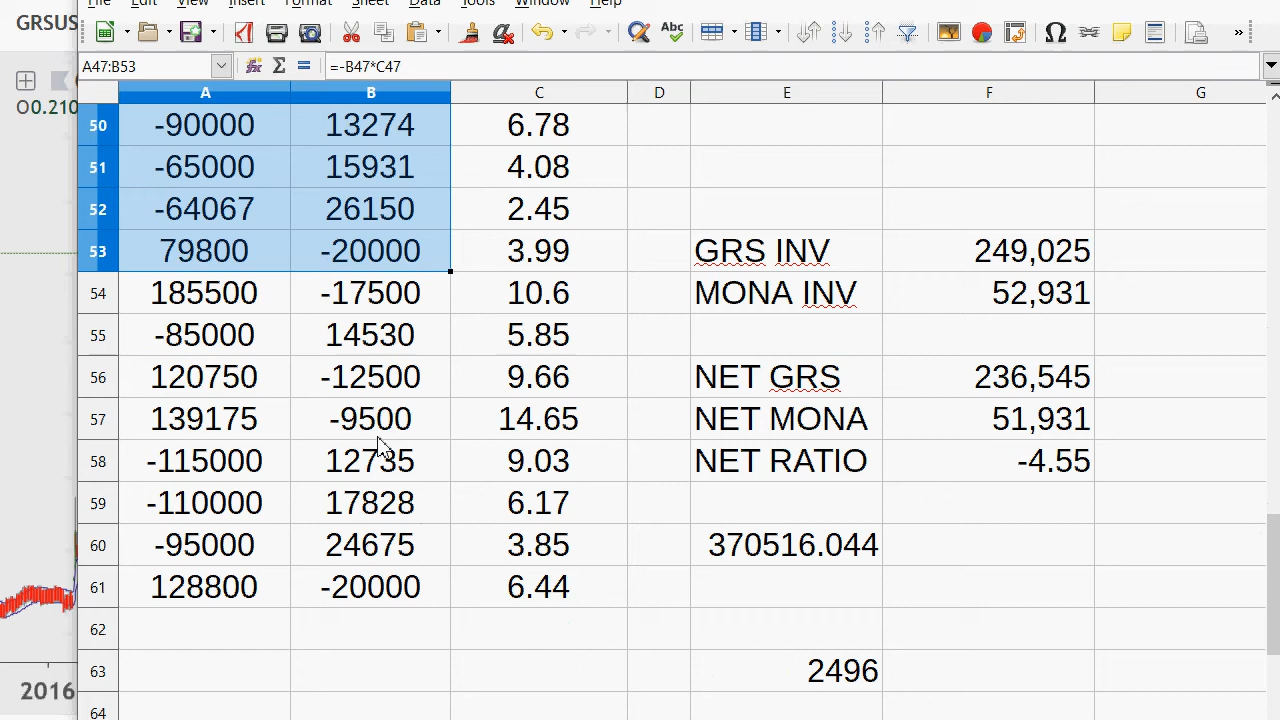 GRSUS
File Edit View Insert Format Sheet Data Tools Window Help
Abc
A47:B53 =-B47*C47
O0.210
A B C D E F G
50 -90000 13274 6.78
51 -65000 15931 4.08
52 -64067 26150 2.45
53 79800 -20000 3.99 GRS INV 249,025
54 185500 -17500 10.6 MONA INV 52,931
55 -85000 14530 5.85
56 120750 -12500 9.66 NET GRS 236,545
57 139175 -9500 14.65 NET MONA 51,931
58 -115000 12735 9.03 NET RATIO -4.55
59 -110000 17828 6.17
60 -95000 24675 3.85 370516.044
61 128800 -20000 6.44
62
63 2496
64
2016